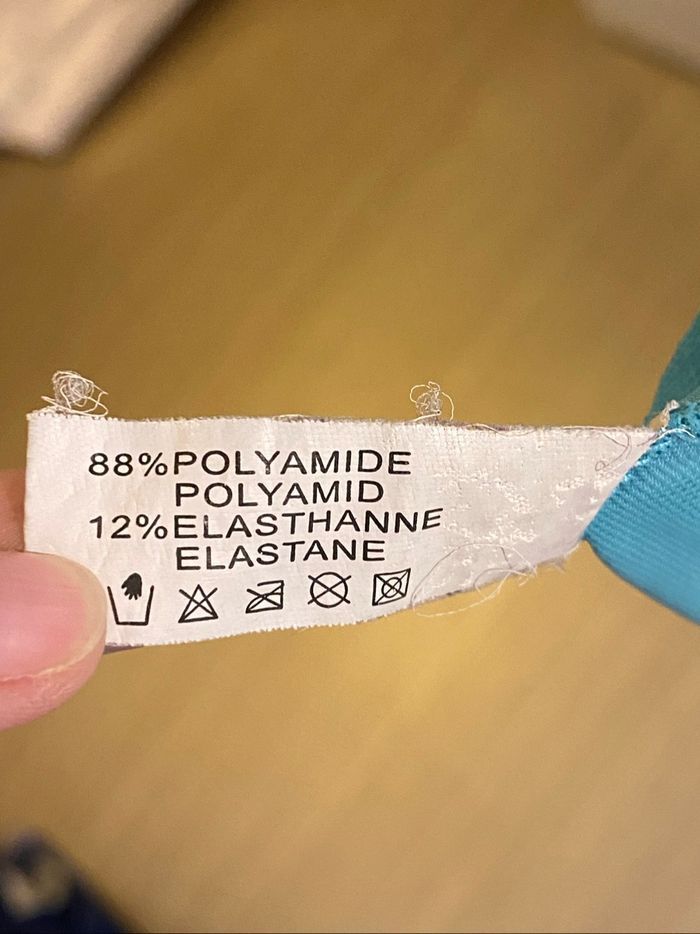 88%POLYAMIDE
POLYAMID
12%ELASTHANNE
ELASTANE